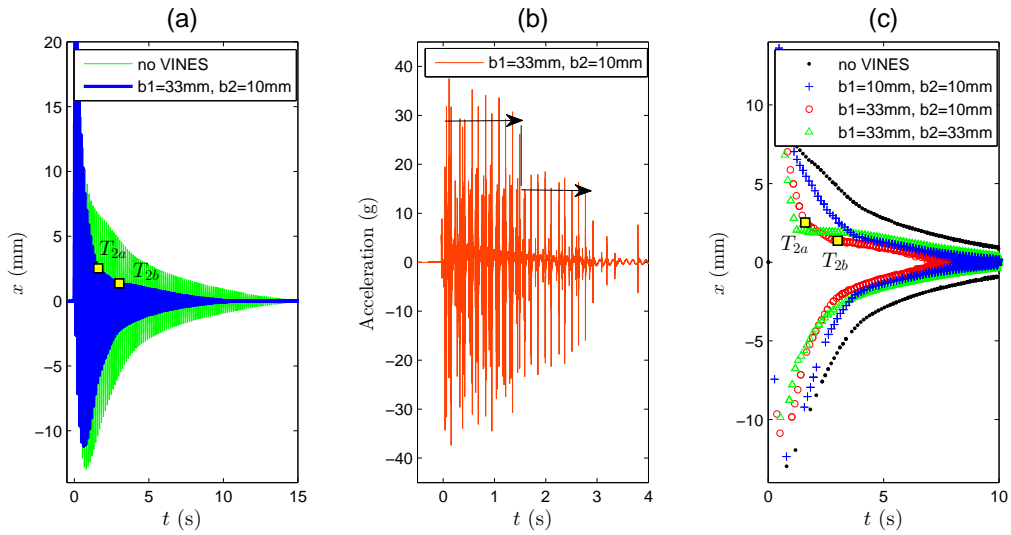 (a)
no VINES
b1=33mm, b2=10mm
T2a
T2b
20
15
10
5
0
−5
−10
x (mm)
0
5
10
15
t (s)
(b)
b1=33mm, b2=10mm
40
30
20
10
0
−10
−20
−30
−40
Acceleration (g)
0
1
2
3
4
t (s)
(c)
no VINES
b1=10mm, b2=10mm
b1=33mm, b2=10mm
b1=33mm, b2=33mm
T2a
T2b
10
5
0
−5
−10
x (mm)
0
5
10
t (s)